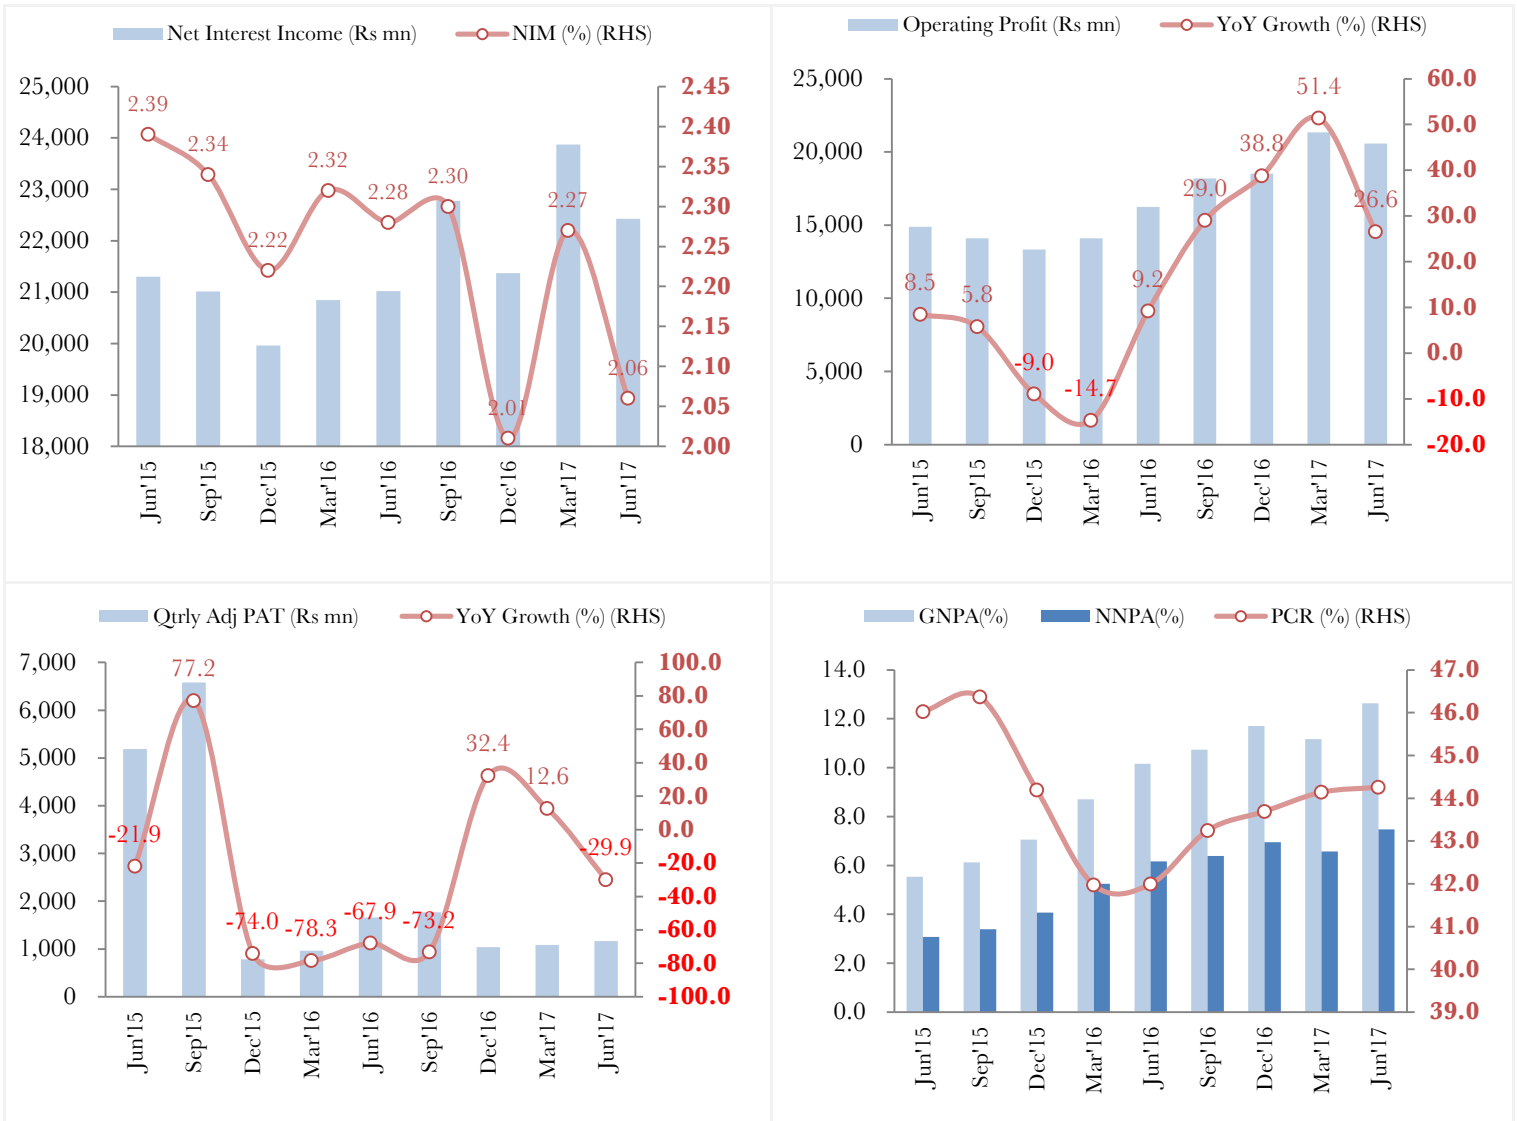 Net Interest Income (Rs mn) NIM (%) (RHS)
25,000
24,000
23,000
22,000
21,000
20,000
19,000
18,000
2.39
2.34
2.22
2.32
2.28
2.30
2.01
2.27
2.06
2.45
2.40
2.35
2.30
2.25
2.20
2.15
2.10
2.05
2.00
Jun'15
Sep'15
Dec'15
Mar'16
Jun'16
Sep'16
Dec'16
Mar'17
Jun'17
Operating Profit (Rs mn) YoY Growth (%) (RHS)
25,000
20,000
15,000
10,000
5,000
0
8.5
5.8
-9.0
-14.7
9.2
29.0
38.8
51.4
26.6
60.0
50.0
40.0
30.0
20.0
10.0
0.0
-10.0
-20.0
Jun'15
Sep'15
Dec'15
Mar'16
Jun'16
Sep'16
Dec'16
Mar'17
Jun'17
Qtrly Adj PAT (Rs mn) YoY Growth (%) (RHS)
7,000
6,000
5,000
4,000
3,000
2,000
1,000
0
-21.9
77.2
-74.0
-78.3
-67.9
-73.2
32.4
12.6
-29.9
100.0
80.0
60.0
40.0
20.0
0.0
-20.0
-40.0
-60.0
-80.0
-100.0
Jun'15
Sep'15
Dec'15
Mar'16
Jun'16
Sep'16
Dec'16
Mar'17
Jun'17
GNPA(%) NNPA(%) PCR (%) (RHS)
14.0
12.0
10.0
8.0
6.0
4.0
2.0
0.0
47.0
46.0
45.0
44.0
43.0
42.0
41.0
40.0
39.0
Jun'15
Sep'15
Dec'15
Mar'16
Jun'16
Sep'16
Dec'16
Mar'17
Jun'17